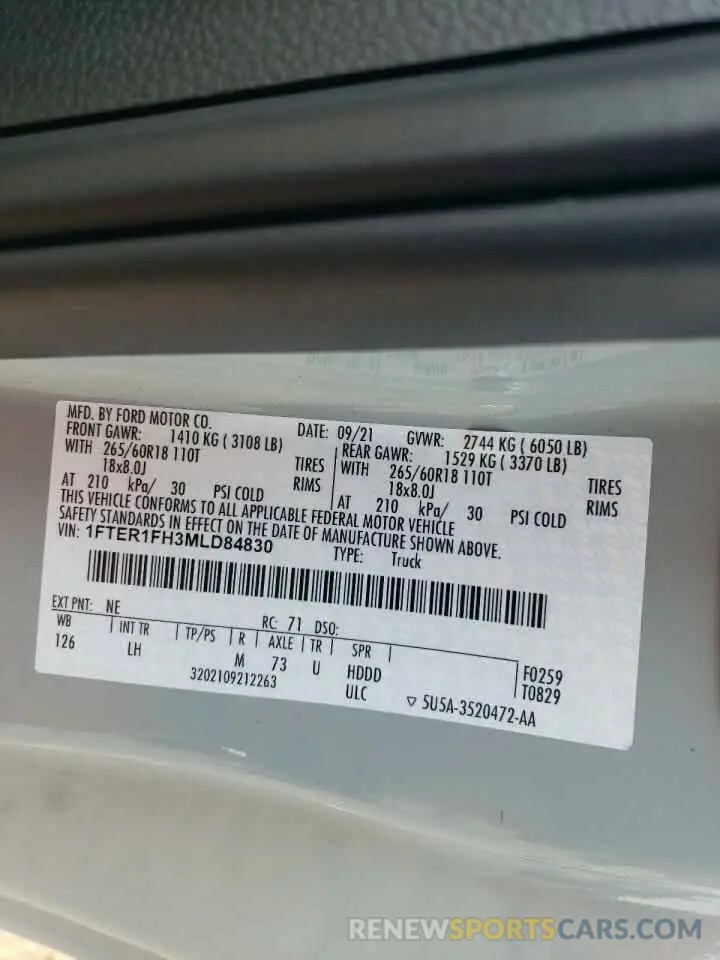 MFD. BY FORD MOTOR CO.
DATE: 09/21 GVWR: 2744 KG ( 6050 LB)
FRONT GAWR: 1410 KG ( 3108 LB)
WITH 265/60R18 110T TIRES
18x8.0J RIMS
AT 210 kPa/ 30 PSI COLD
REAR GAWR: 1529 KG ( 3370 LB)
WITH 265/60R18 110T TIRES
18x8.0J RIMS
AT 210 kPa/ 30 PSI COLD
THIS VEHICLE CONFORMS TO ALL APPLICABLE FEDERAL MOTOR VEHICLE
SAFETY STANDARDS IN EFFECT ON THE DATE OF MANUFACTURE SHOWN ABOVE.
VIN: 1FTER1FH3MLD84830
TYPE: Truck
EXT PNT: NE RC: 71 DSO:
WB INT TR TP/PS R AXLE TR SPR
126 LH M 73 U HDDD
ULC
F0259
T0829
3202109212263
▽ 5U5A-3520472-AA
RENEWSPORTSCARS.COM